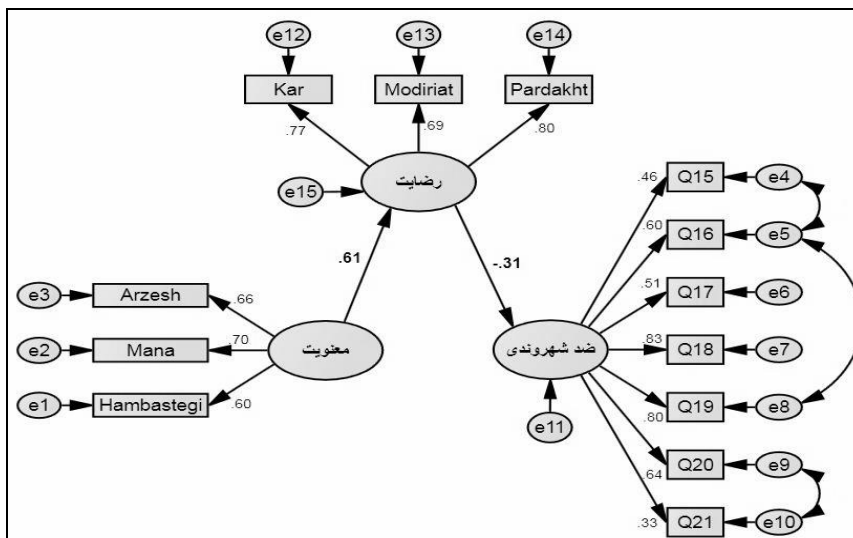 e12
e13
e14
Kar
Modiriat
Pardakht
.77
.69
.80
e15
رضایت
.61
-.31
e3
Arzesh
.66
e2
Mana
.70
معنویت
e1
Hambastegi
.60
ضد شهروندی
e11
.46
Q15
e4
.60
Q16
e5
.51
Q17
e6
.83
Q18
e7
.80
Q19
e8
.64
Q20
e9
.33
Q21
e10